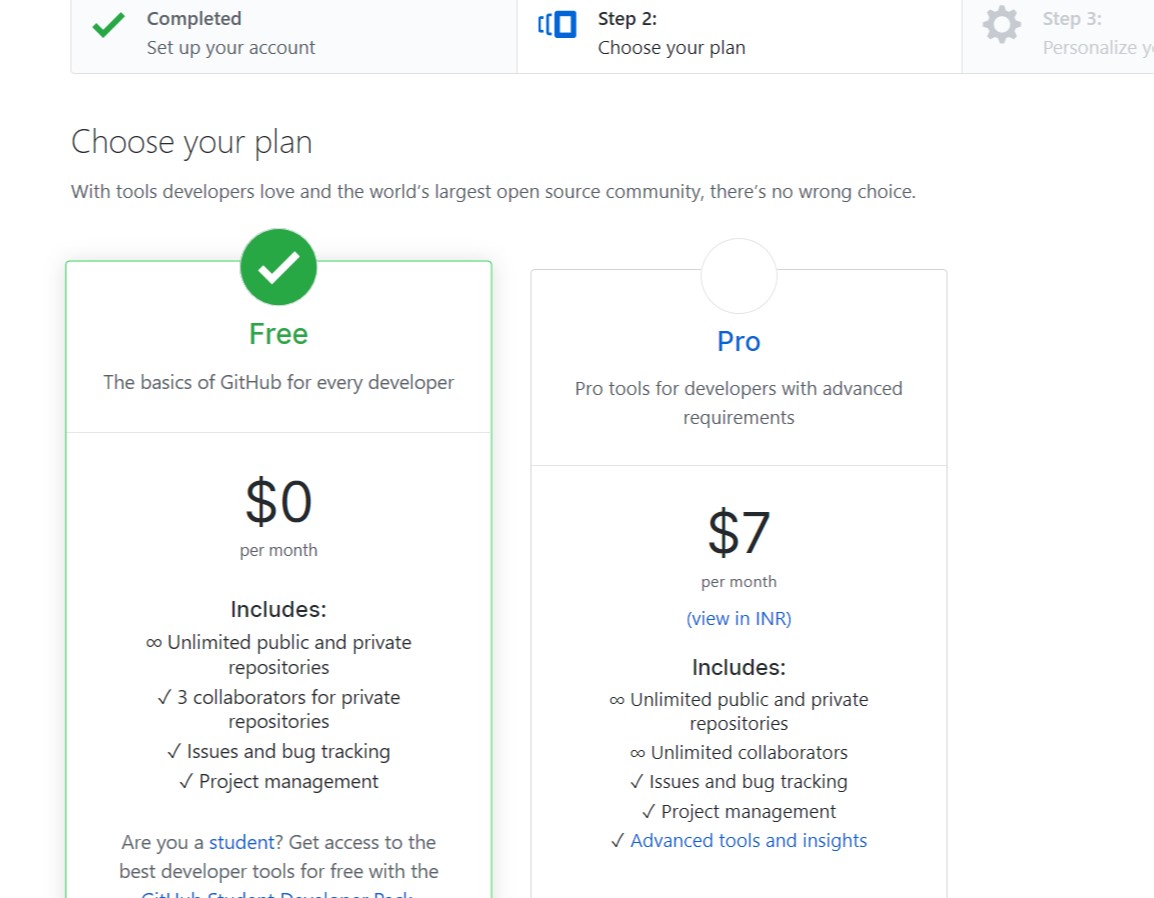 Completed
Set up your account
Step 2:
Choose your plan
Step 3:
Personalize
Choose your plan
With tools developers love and the world’s largest open source community, there’s no wrong choice.
Free
The basics of GitHub for every developer
$0
per month
Includes:
∞ Unlimited public and private
repositories
✓ 3 collaborators for private
repositories
✓ Issues and bug tracking
✓ Project management
Are you a student? Get access to the
best developer tools for free with the
GitHub Student Developer Pack
Pro
Pro tools for developers with advanced
requirements
$7
per month
(view in INR)
Includes:
∞ Unlimited public and private
repositories
∞ Unlimited collaborators
✓ Issues and bug tracking
✓ Project management
✓ Advanced tools and insights